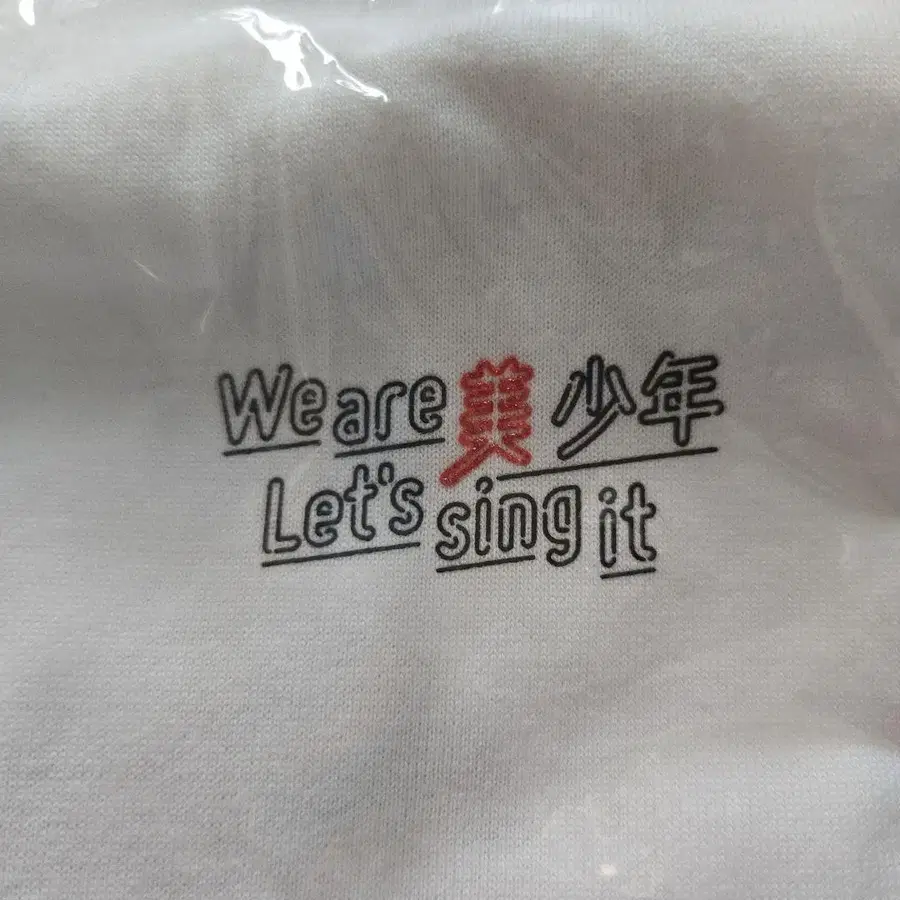 We are 美少年
Let's sing it